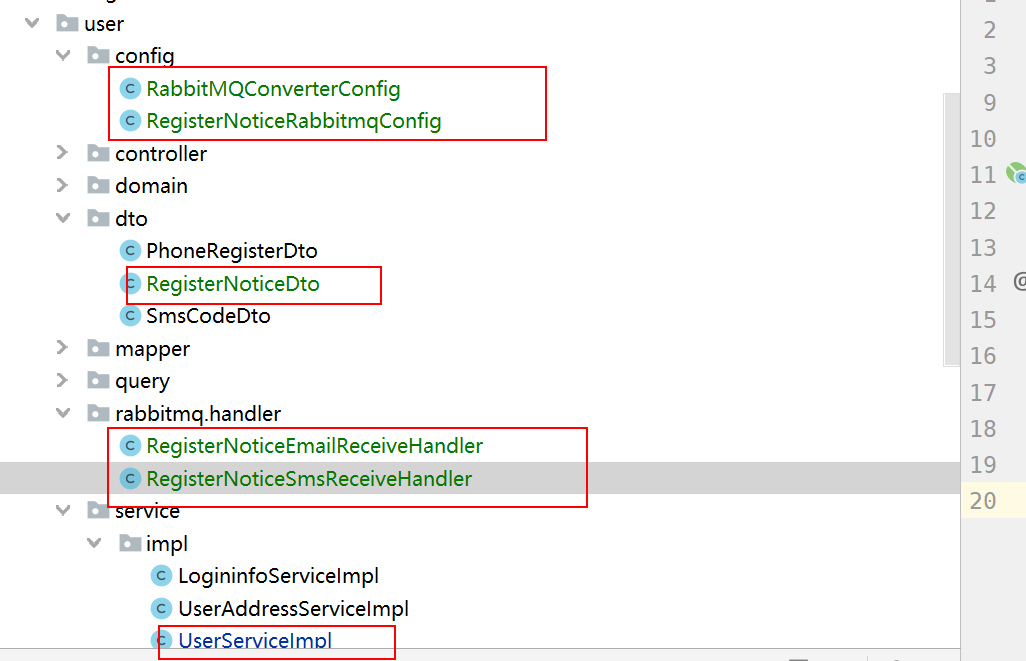 user
config
C RabbitMQConverterConfig
C RegisterNoticeRabbitmqConfig
controller
domain
dto
C PhoneRegisterDto
C RegisterNoticeDto
C SmsCodeDto
mapper
query
rabbitmq.handler
C RegisterNoticeEmailReceiveHandler
C RegisterNoticeSmsReceiveHandler
service
impl
C LogininfoServiceImpl
C UserAddressServiceImpl
C UserServiceImpl
2
3
9
10
11
12
13
14 @
15
16
17
18
19
20